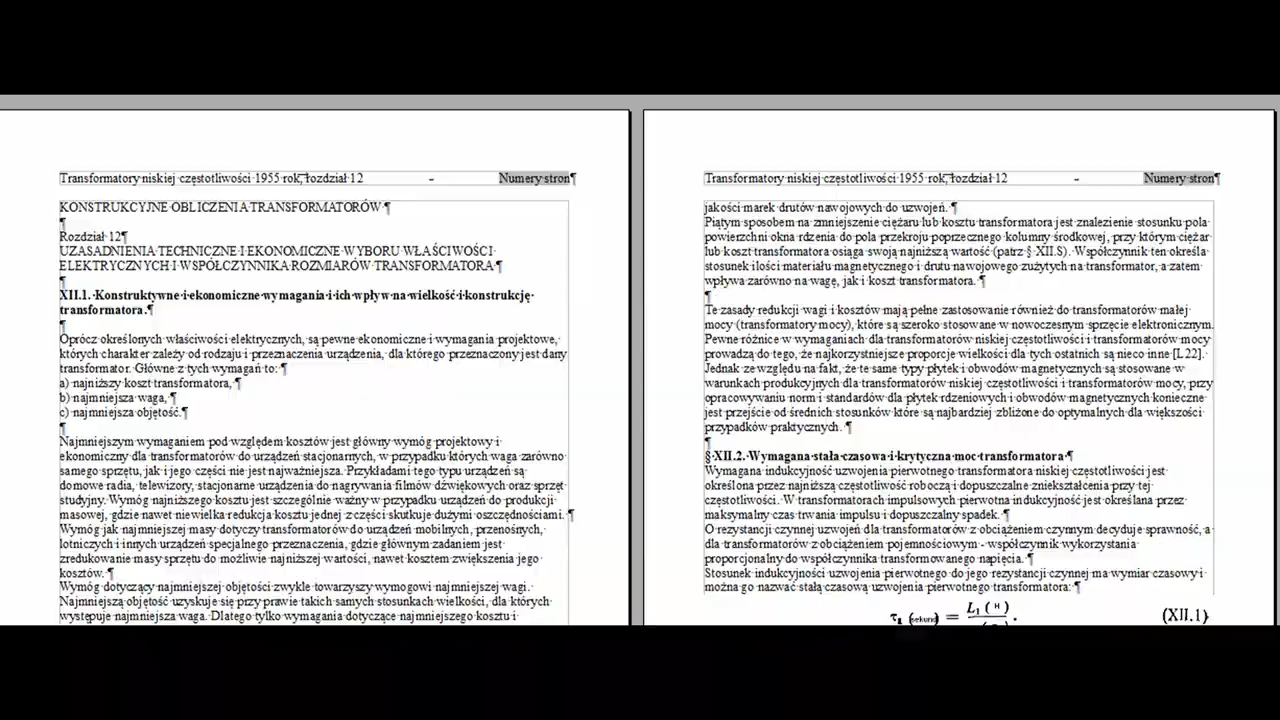 Transformatory niskiej częstotliwości 1955 rok, rozdział 12 - Numery stron¶
KONSTRUKCYJNE OBLICZENIA TRANSFORMATORÓW ¶
¶
Rozdział 12¶
UZASADNIENIA TECHNICZNE I EKONOMICZNE WYBORU WŁAŚCIWOŚCI
ELEKTRYCZNYCH I WSPÓŁCZYNNIKA ROZMIARÓW TRANSFORMATORA ¶
¶
XII.1. Konstruktywne i ekonomiczne wymagania i ich wpływ na wielkość i konstrukcję
transformatora.¶
¶
Oprócz określonych właściwości elektrycznych, są pewne ekonomiczne i wymagania projektowe,
których charakter zależy od rodzaju i przeznaczenia urządzenia, dla którego przeznaczony jest dany
transformator. Główne z tych wymagań to: ¶
a) najniższy koszt transformatora, ¶
b) najmniejsza waga, ¶
c) najmniejsza objętość.¶
¶
Najmniejszym wymaganiem pod względem kosztów jest główny wymóg projektowy i
ekonomiczny dla transformatorów do urządzeń stacjonarnych, w przypadku których waga zarówno
samego sprzętu, jak i jego części nie jest najważniejsza. Przykładami tego typu urządzeń są
domowe radia, telewizory, stacjonarne urządzenia do nagrywania filmów dźwiękowych oraz sprzęt
studyjny. Wymóg najniższego kosztu jest szczególnie ważny w przypadku urządzeń do produkcji
masowej, gdzie nawet niewielka redukcja kosztu jednej z części skutkuje dużymi oszczędnościami. ¶
Wymóg jak najmniejszej masy dotyczy transformatorów do urządzeń mobilnych, przenośnych,
lotniczych i innych urządzeń specjalnego przeznaczenia, gdzie głównym zadaniem jest
zredukowanie masy sprzętu do możliwie najniższej wartości, nawet kosztem zwiększenia jego
kosztów. ¶
Wymóg dotyczący najmniejszej objętości zwykle towarzyszy wymogowi najmniejszej wagi.
Najmniejszą objętość uzyskuje się przy prawie takich samych stosunkach wielkości, dla których
występuje najmniejsza waga. Dlatego tylko wymagania dotyczące najmniejszego kosztu i
Transformatory niskiej częstotliwości 1955 rok, rozdział 12 - Numery stron¶
jakości marek drutów nawojowych do uzwojeń. ¶
Piątym sposobem na zmniejszenie ciężaru lub kosztu transformatora jest znalezienie stosunku pola
powierzchni okna rdzenia do pola przekroju poprzecznego kolumny środkowej, przy którym ciężar
lub koszt transformatora osiąga swoją najniższą wartość (patrz § XII.S). Współczynnik ten określa
stosunek ilości materiału magnetycznego i drutu nawojowego zużytych na transformator, a zatem
wpływa zarówno na wagę, jak i koszt transformatora. ¶
¶
Te zasady redukcji wagi i kosztów mają pełne zastosowanie również do transformatorów małej
mocy (transformatory mocy), które są szeroko stosowane w nowoczesnym sprzęcie elektronicznym.
Pewne różnice w wymaganiach dla transformatorów niskiej częstotliwości i transformatorów mocy
prowadzą do tego, że najkorzystniejsze proporcje wielkości dla tych ostatnich są nieco inne [L 22].
Jednak ze względu na fakt, że te same typy płytek i obwodów magnetycznych są stosowane w
warunkach produkcyjnych dla transformatorów niskiej częstotliwości i transformatorów mocy, przy
opracowywaniu norm i standardów dla płytek rdzeniowych i obwodów magnetycznych konieczne
jest przejście od średnich stosunków które są najbardziej zbliżone do optymalnych dla większości
przypadków praktycznych. ¶
¶
§ XII.2. Wymagana stała czasowa i krytyczna moc transformatora ¶
Wymagana indukcyjność uzwojenia pierwotnego transformatora niskiej częstotliwości jest
określona przez najniższą częstotliwość roboczą i dopuszczalne zniekształcenia przy tej
częstotliwości. W transformatorach impulsowych pierwotna indukcyjność jest określana przez
maksymalny czas trwania impulsu i dopuszczalny spadek. ¶
O rezystancji czynnej uzwojeń dla transformatorów z obciążeniem czynnym decyduje sprawność, a
dla transformatorów z obciążeniem pojemnościowym - współczynnik wykorzystania
proporcjonalny do współczynnika transformowanego napięcia. ¶
Stosunek indukcyjności uzwojenia pierwotnego do jego rezystancji czynnej ma wymiar czasowy i
można go nazwać stałą czasową uzwojenia pierwotnego transformatora: ¶
τ₁ (sekund) = L₁ (н) . (XII.1)